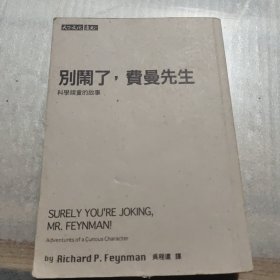 別鬧了，費曼先生
科學頑童的故事
SURELY YOU'RE JOKING,
MR. FEYNMAN!
Adventures of a Curious Character
by Richard P. Feynman 吳程遠 譯